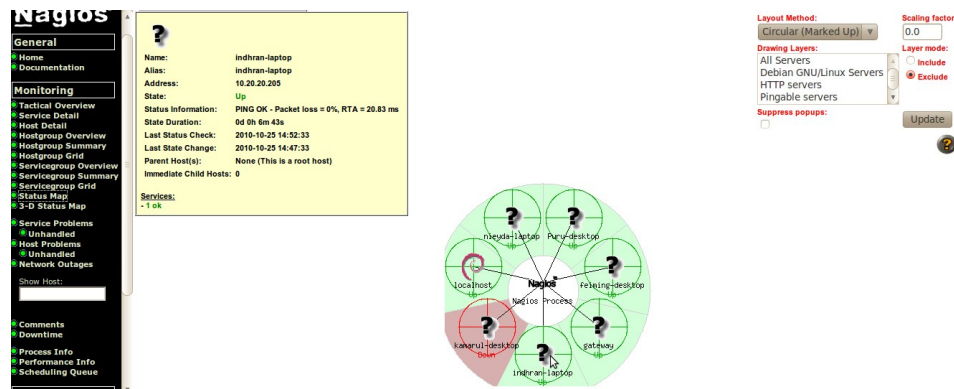 Nagios
General
Home
Documentation
Monitoring
Tactical Overview
Service Detail
Host Detail
Hostgroup Overview
Hostgroup Summary
Hostgroup Grid
Servicegroup Overview
Servicegroup Summary
Servicegroup Grid
Status Map
3-D Status Map
Service Problems
Unhandled
Host Problems
Unhandled
Network Outages
Show Host:
Comments
Downtime
Process Info
Performance Info
Scheduling Queue
?
Name: indhran-laptop
Alias: indhran-laptop
Address: 10.20.20.205
State: Up
Status Information: PING OK - Packet loss = 0%, RTA = 20.83 ms
State Duration: 0d 0h 6m 43s
Last Status Check: 2010-10-25 14:52:33
Last State Change: 2010-10-25 14:47:33
Parent Host(s): None (This is a root host)
Immediate Child Hosts: 0
Services:
- 1 ok
Layout Method: Scaling factor
Circular (Marked Up) 0.0
Drawing Layers: Layer mode:
All Servers Include
Debian GNU/Linux Servers Exclude
HTTP servers
Pingable servers
Suppress popups: Update
?
? ?
nieyda-laptop Puru-desktop
Up Up
?
localhost Nagios felming-desktop
Up Nagios Process Up
? ?
kamarul-desktop gateway
Down Up
?
indhran-laptop
Up